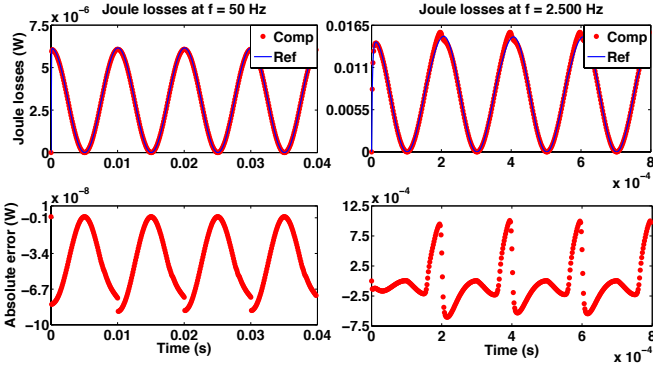 Joule losses at f = 50 Hz
x 10^-6
7.5
5
2.5
0
Joule losses (W)
Comp
Ref
0 0.01 0.02 0.03 0.04
Joule losses at f = 2.500 Hz
0.0165
0.011
0.0055
0
Comp
Ref
0 2 4 6 8
x 10^-4
x 10^-8
-0.1
-3.4
-6.7
-10
Absolute error (W)
0 0.01 0.02 0.03 0.04
Time (s)
x 10^-4
12.5
7.5
2.5
-2.5
-7.5
0 2 4 6 8
Time (s)
x 10^-4